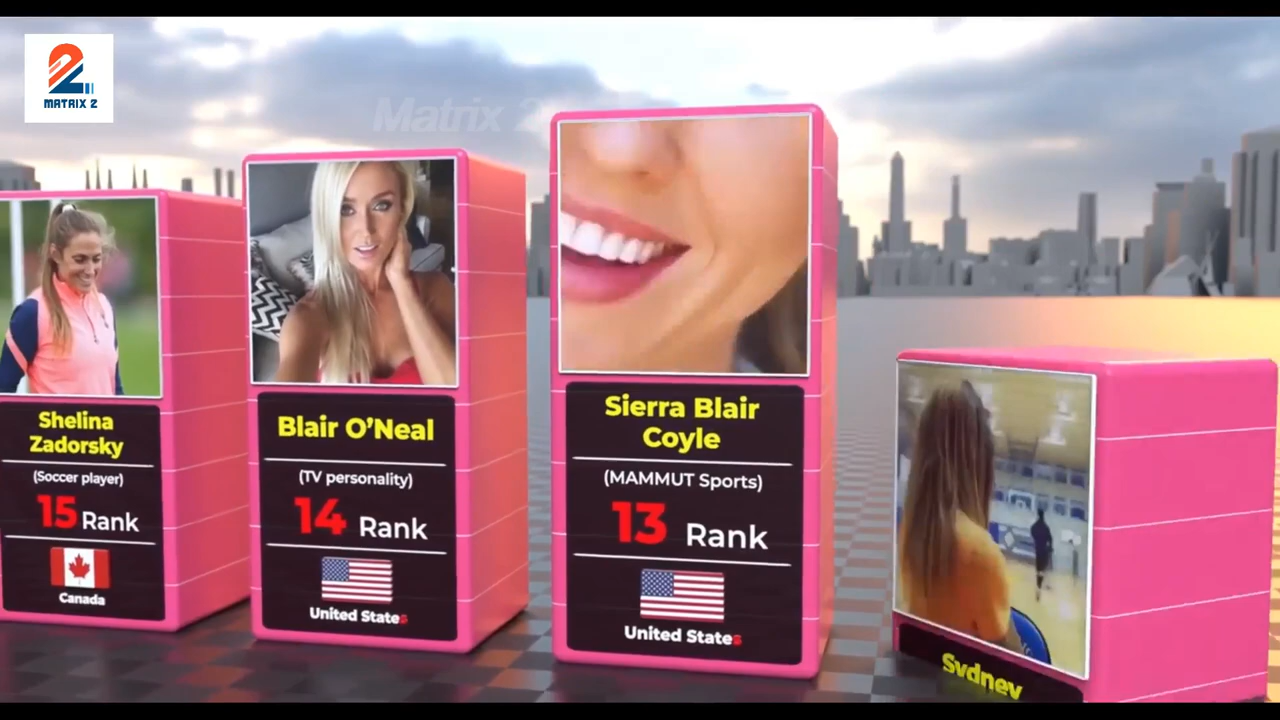 2
MATRIX 2
Matrix 2
Shelina
Zadorsky
(Soccer player)
15 Rank
Canada
Blair O’Neal
(TV personality)
14 Rank
United States
Sierra Blair
Coyle
(MAMMUT Sports)
13 Rank
United States
Sydney